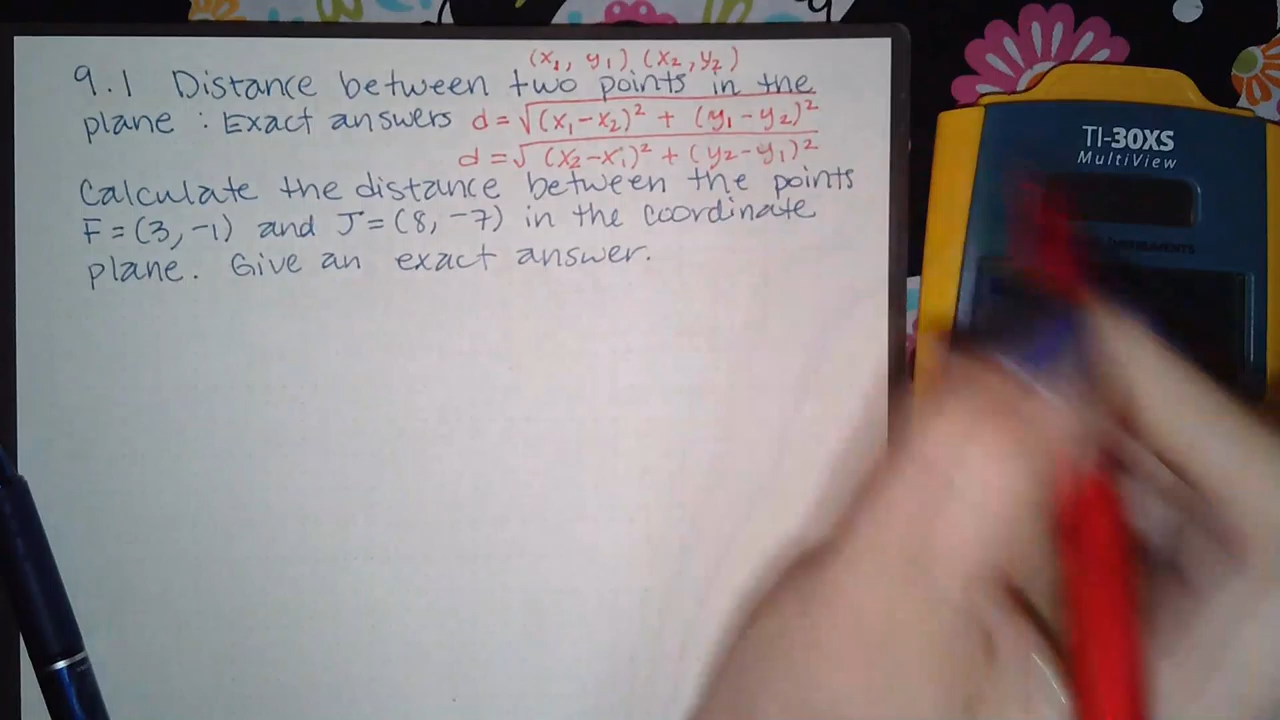 (x₁, y₁) (x₂, y₂)
9.1 Distance between two points in the
plane : Exact answers d = √(x₁-x₂)² + (y₁-y₂)²
d = √(x₂-x₁)² + (y₂-y₁)²
Calculate the distance between the points
F = (3, -1) and J = (8, -7) in the coordinate
plane. Give an exact answer.
TI-30XS
MultiView
INSTRUMENTS